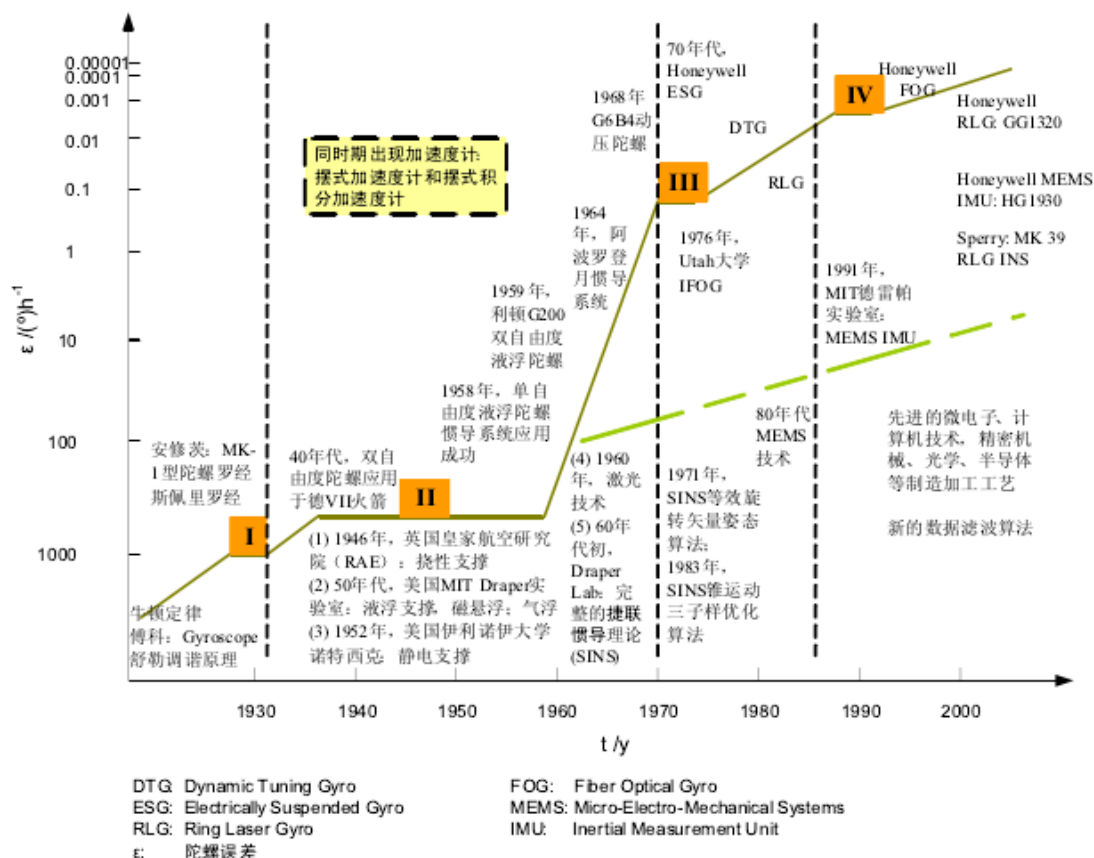 0.00001
0.0001
0.001
0.01
0.1
1
10
100
1000
ε /(°)h⁻¹
同时期出现加速度计:
摆式加速度计和摆式积
分加速度计
安修茨：MK-
1型陀螺罗经
斯佩里罗经
I
牛顿定律
傅科：Gyroscope
舒勒调谐原理
40年代，双自
由度陀螺应用
于德VII火箭
II
(1) 1946年，英国皇家航空研究
院（RAE）：挠性支撑
(2) 50年代，美国MIT Draper实
验室：液浮支撑，磁悬浮；气浮
(3) 1952年，美国伊利诺伊大学
诺特西克：静电支撑
1958年，单自
由度液浮陀螺
惯导系统应用
成功
1959年，
利顿G200
双自由度
液浮陀螺
1964
年，阿
波罗登
月惯导
系统
1968年
G6B4动
压陀螺
(4) 1960
年，激光
技术
(5) 60年
代初，
Draper
Lab：完
整的捷联
惯导理论
(SINS)
70年代，
Honeywell
ESG
DTG
III
RLG
1976年，
Utah大学
IFOG
80年代
MEMS
技术
1971年，
SINS等效旋
转矢量姿态
算法；
1983年，
SINS锥运动
三子样优化
算法
IV
Honeywell
FOG
Honeywell
RLG: GG1320
Honeywell MEMS
IMU: HG1930
Sperry: MK 39
RLG INS
1991年，
MIT德雷帕
实验室：
MEMS IMU
先进的微电子、计
算机技术，精密机
械、光学、半导体
等制造加工工艺
新的数据滤波算法
1930 1940 1950 1960 1970 1980 1990 2000
t /y
DTG: Dynamic Tuning Gyro
ESG: Electrically Suspended Gyro
RLG: Ring Laser Gyro
ε: 陀螺误差
FOG: Fiber Optical Gyro
MEMS: Micro-Electro-Mechanical Systems
IMU: Inertial Measurement Unit